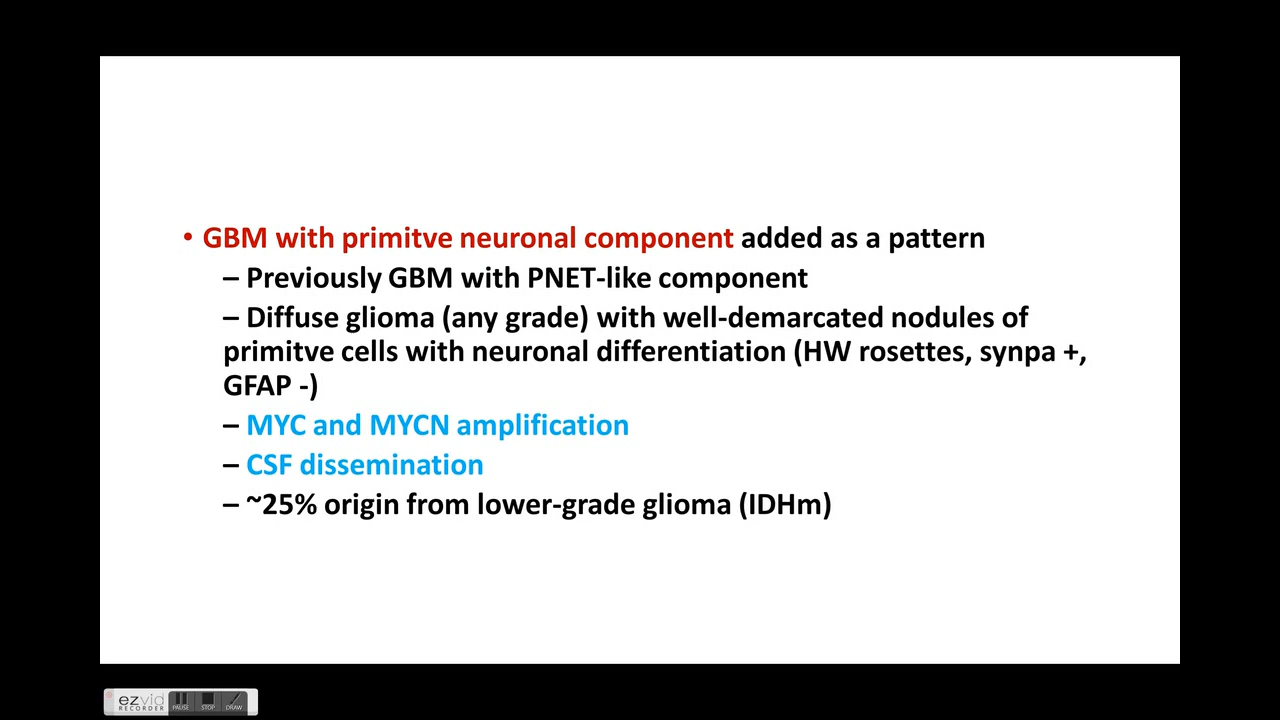 • GBM with primitve neuronal component added as a pattern
– Previously GBM with PNET-like component
– Diffuse glioma (any grade) with well-demarcated nodules of
primitve cells with neuronal differentiation (HW rosettes, synpa +,
GFAP -)
– MYC and MYCN amplification
– CSF dissemination
– ~25% origin from lower-grade glioma (IDHm)
ezvid
RECORDER
PAUSE STOP DRAW